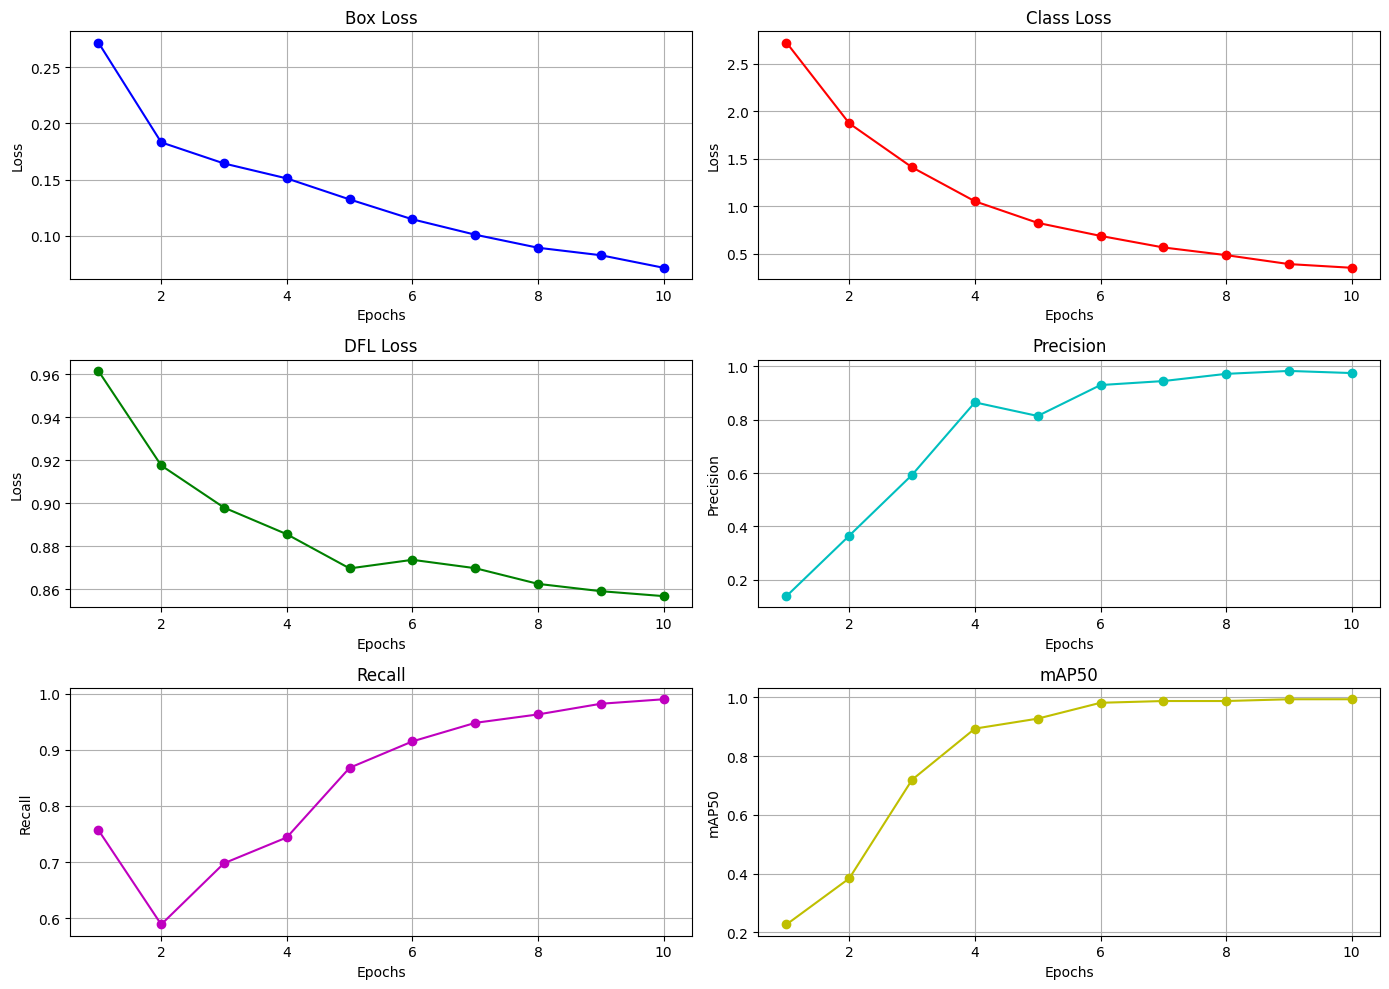 Box Loss
Loss
0.25
0.20
0.15
0.10
2 4 6 8 10
Epochs
Class Loss
Loss
2.5
2.0
1.5
1.0
0.5
2 4 6 8 10
Epochs
DFL Loss
Loss
0.96
0.94
0.92
0.90
0.88
0.86
2 4 6 8 10
Epochs
Precision
Precision
1.0
0.8
0.6
0.4
0.2
2 4 6 8 10
Epochs
Recall
Recall
1.0
0.9
0.8
0.7
0.6
2 4 6 8 10
Epochs
mAP50
mAP50
1.0
0.8
0.6
0.4
0.2
2 4 6 8 10
Epochs